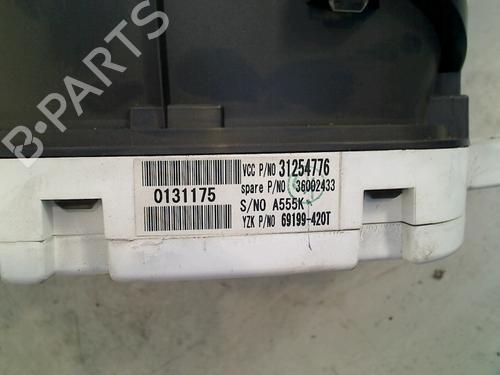 B-PARTS
VCC P/NO 31254776
spare P/NO 36002433
0131175
S/NO A555K
YZK P/NO 69199-420T